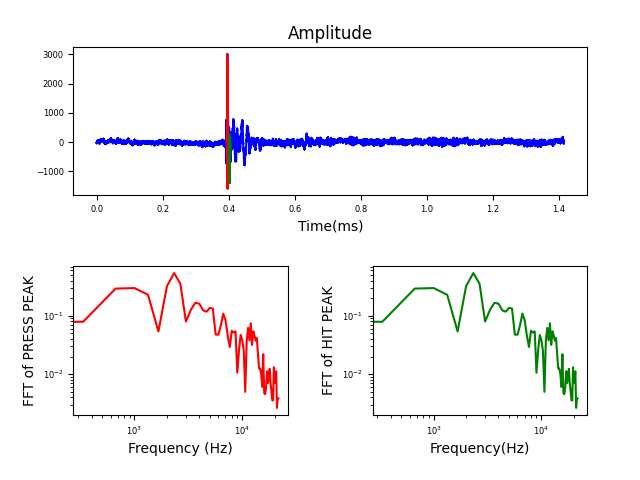 Amplitude
3000
2000
1000
0
−1000
0.0 0.2 0.4 0.6 0.8 1.0 1.2 1.4
Time(ms)
FFT of PRESS PEAK
10⁻¹
10⁻²
10³ 10⁴
Frequency (Hz)
FFT of HIT PEAK
10⁻¹
10⁻²
10³ 10⁴
Frequency(Hz)